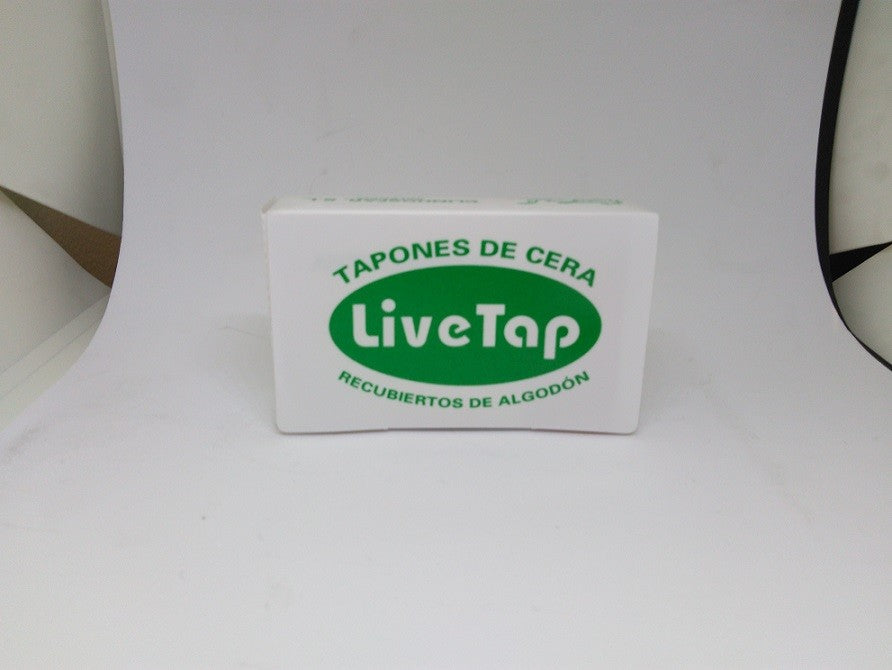 TAPONES DE CERA
LiveTap
RECUBIERTOS DE ALGODÓN